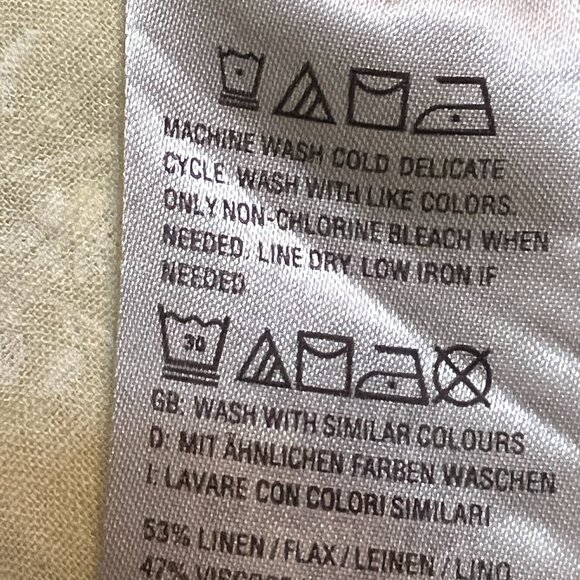 MACHINE WASH COLD DELICATE
CYCLE. WASH WITH LIKE COLORS.
ONLY NON-CHLORINE BLEACH WHEN
NEEDED. LINE DRY. LOW IRON IF
NEEDED.
30
GB: WASH WITH SIMILAR COLOURS
D: MIT ÄHNLICHEN FARBEN WASCHEN
I: LAVARE CON COLORI SIMILARI
53% LINEN / FLAX / LEINEN / LINO
47%